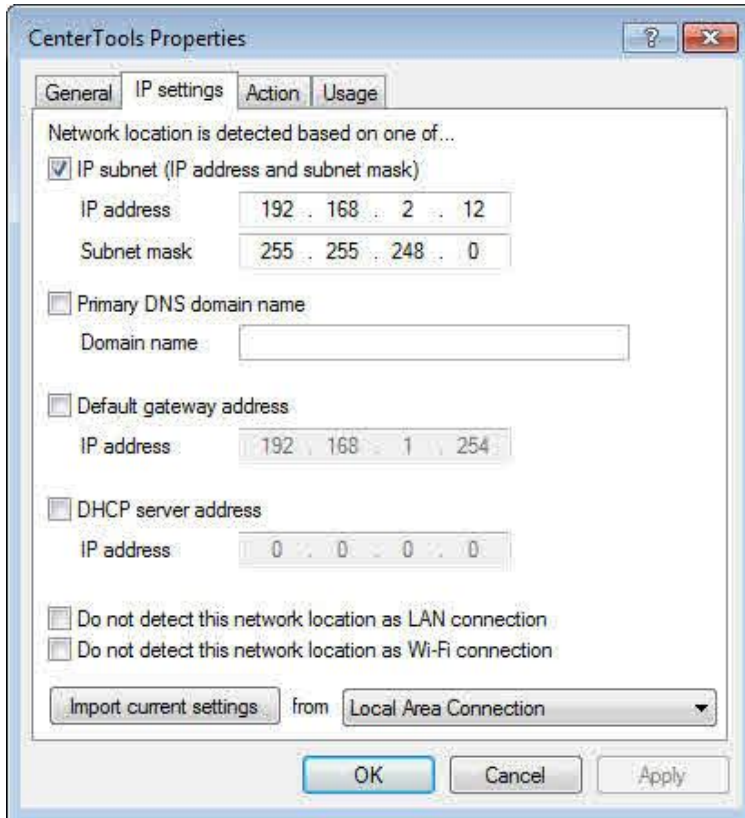 CenterTools Properties
General IP settings Action Usage
Network location is detected based on one of...
IP subnet (IP address and subnet mask)
IP address 192 . 168 . 2 . 12
Subnet mask 255 . 255 . 248 . 0
Primary DNS domain name
Domain name
Default gateway address
IP address 192 . 168 . 1 . 254
DHCP server address
IP address 0 . 0 . 0 . 0
Do not detect this network location as LAN connection
Do not detect this network location as Wi-Fi connection
Import current settings from Local Area Connection
OK Cancel Apply